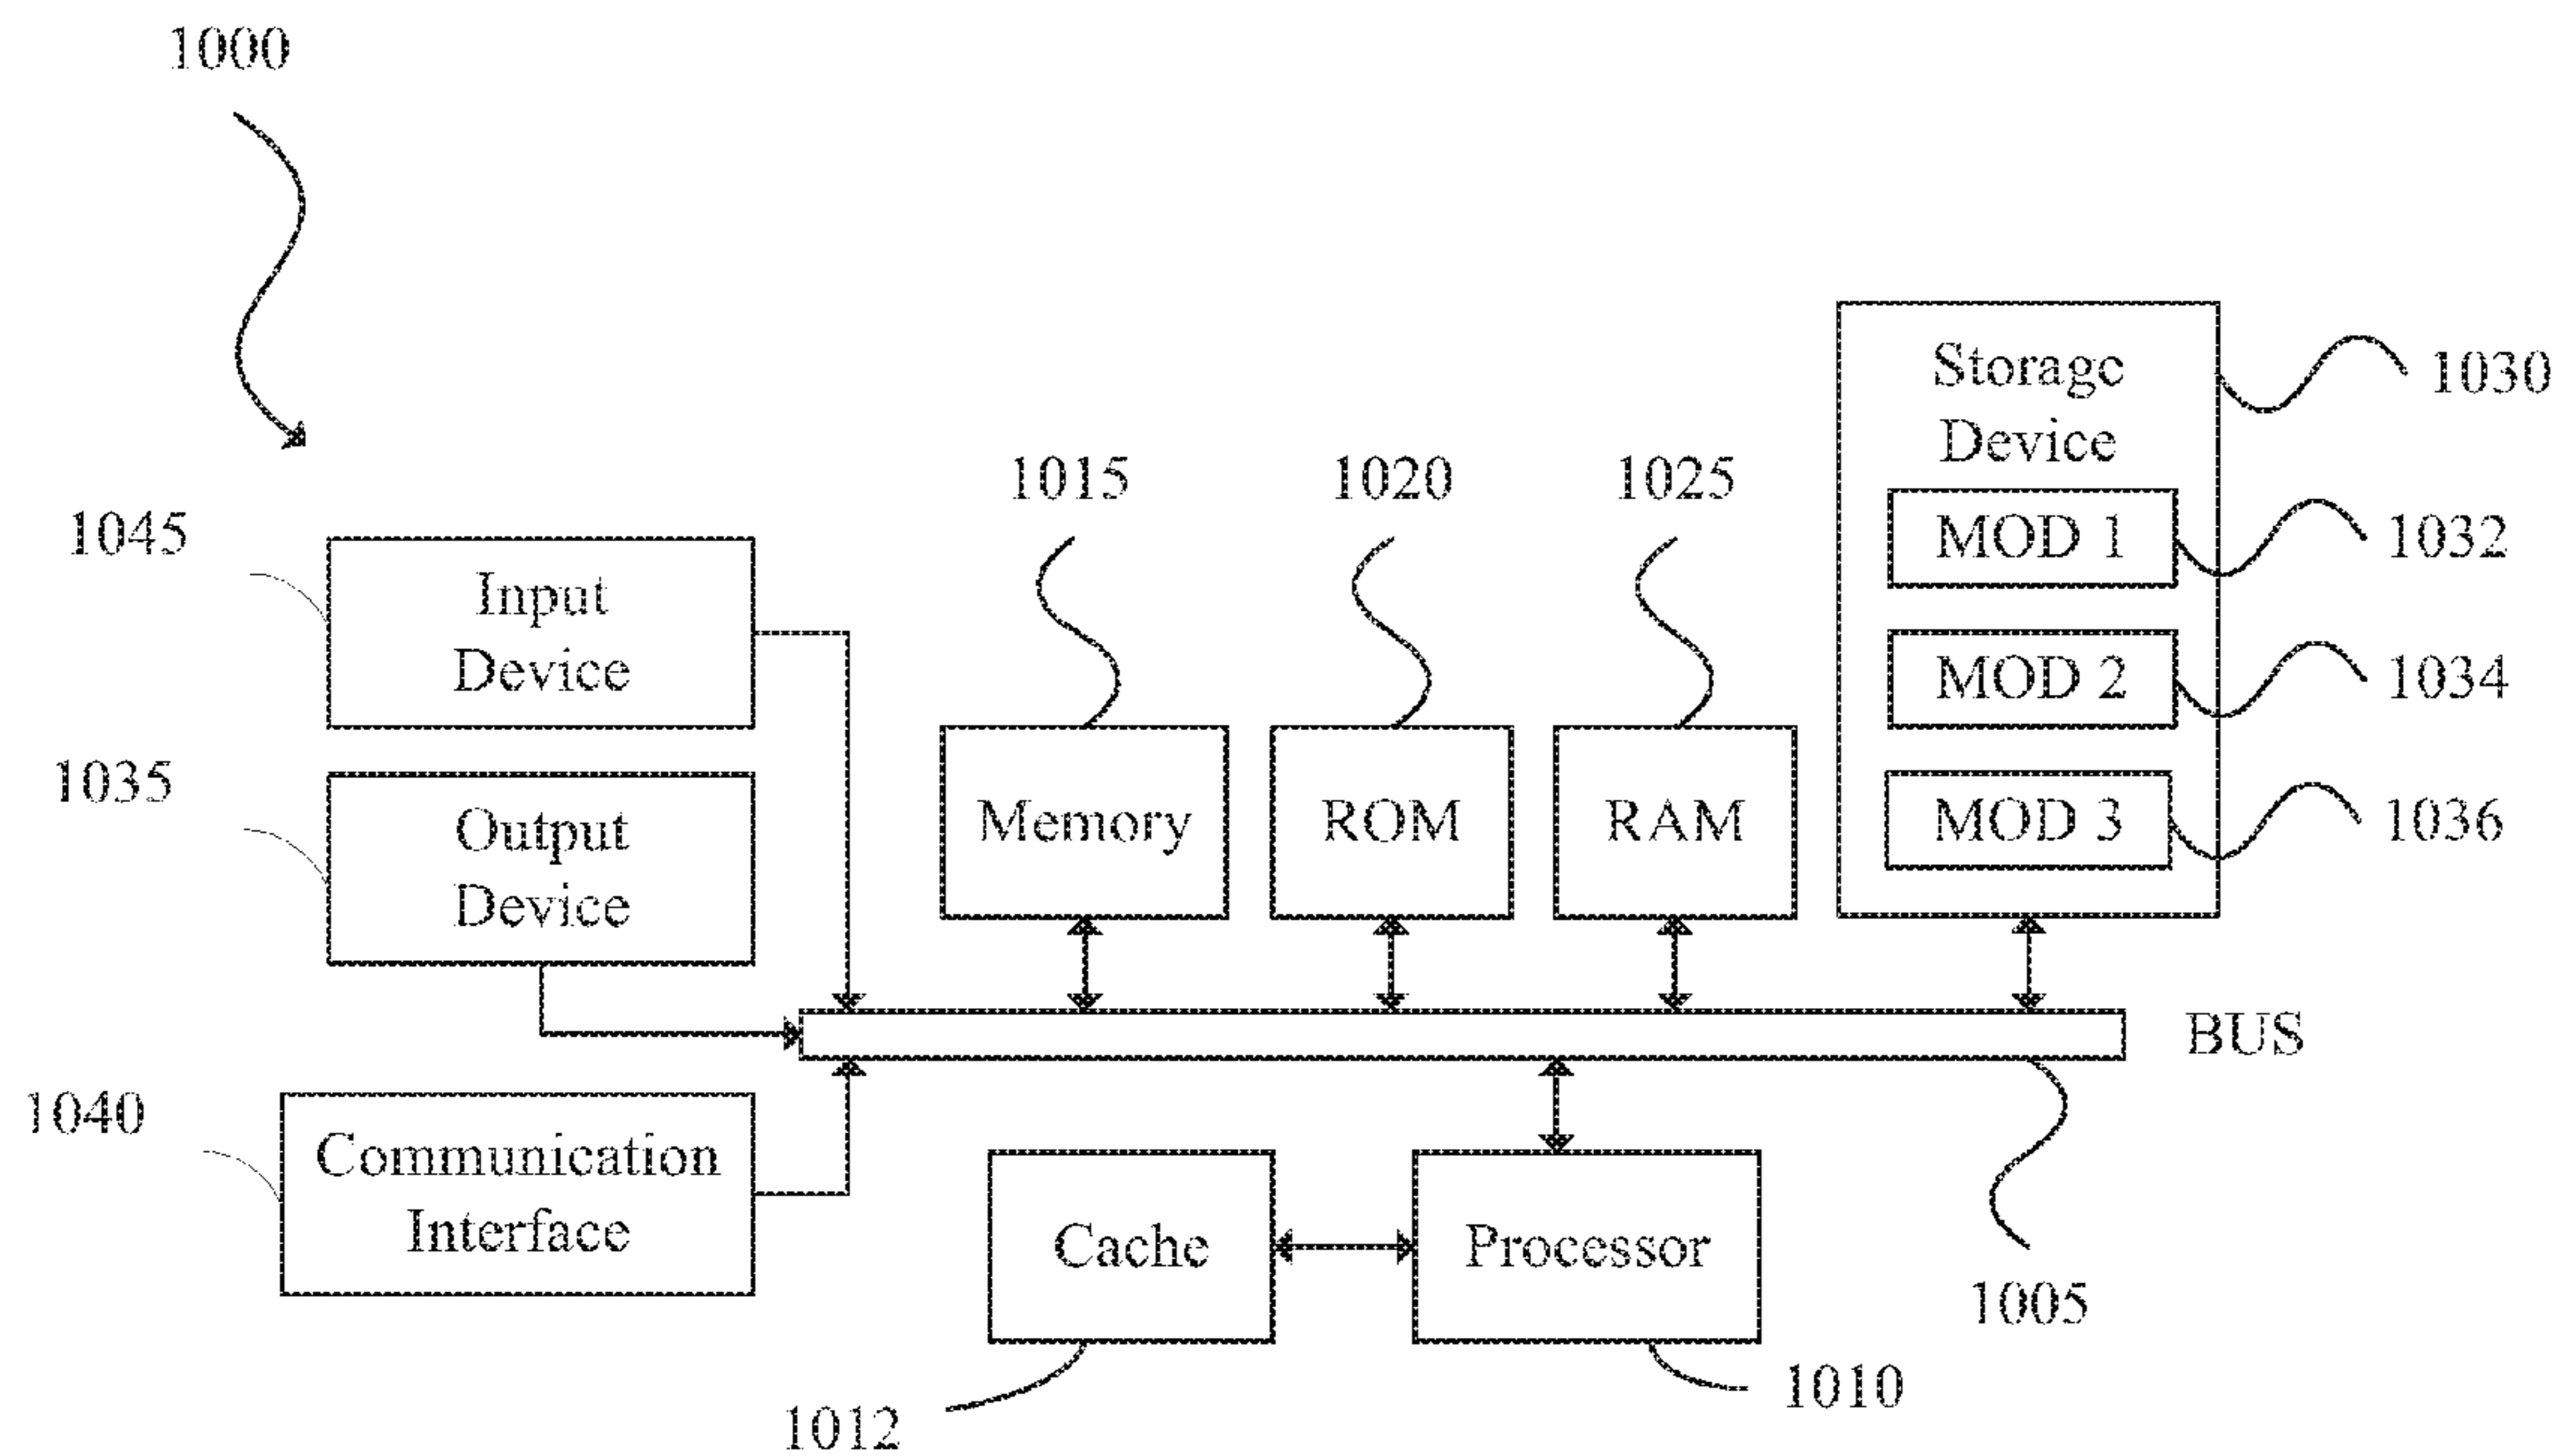 1000
Storage
Device
1030
1015
1020
1025
MOD 1
1032
1045
Input
Device
MOD 2
1034
1035
Output
Device
Memory
ROM
RAM
MOD 3
1036
BUS
1040
Communication
Interface
Cache
Processor
1005
1012
1010